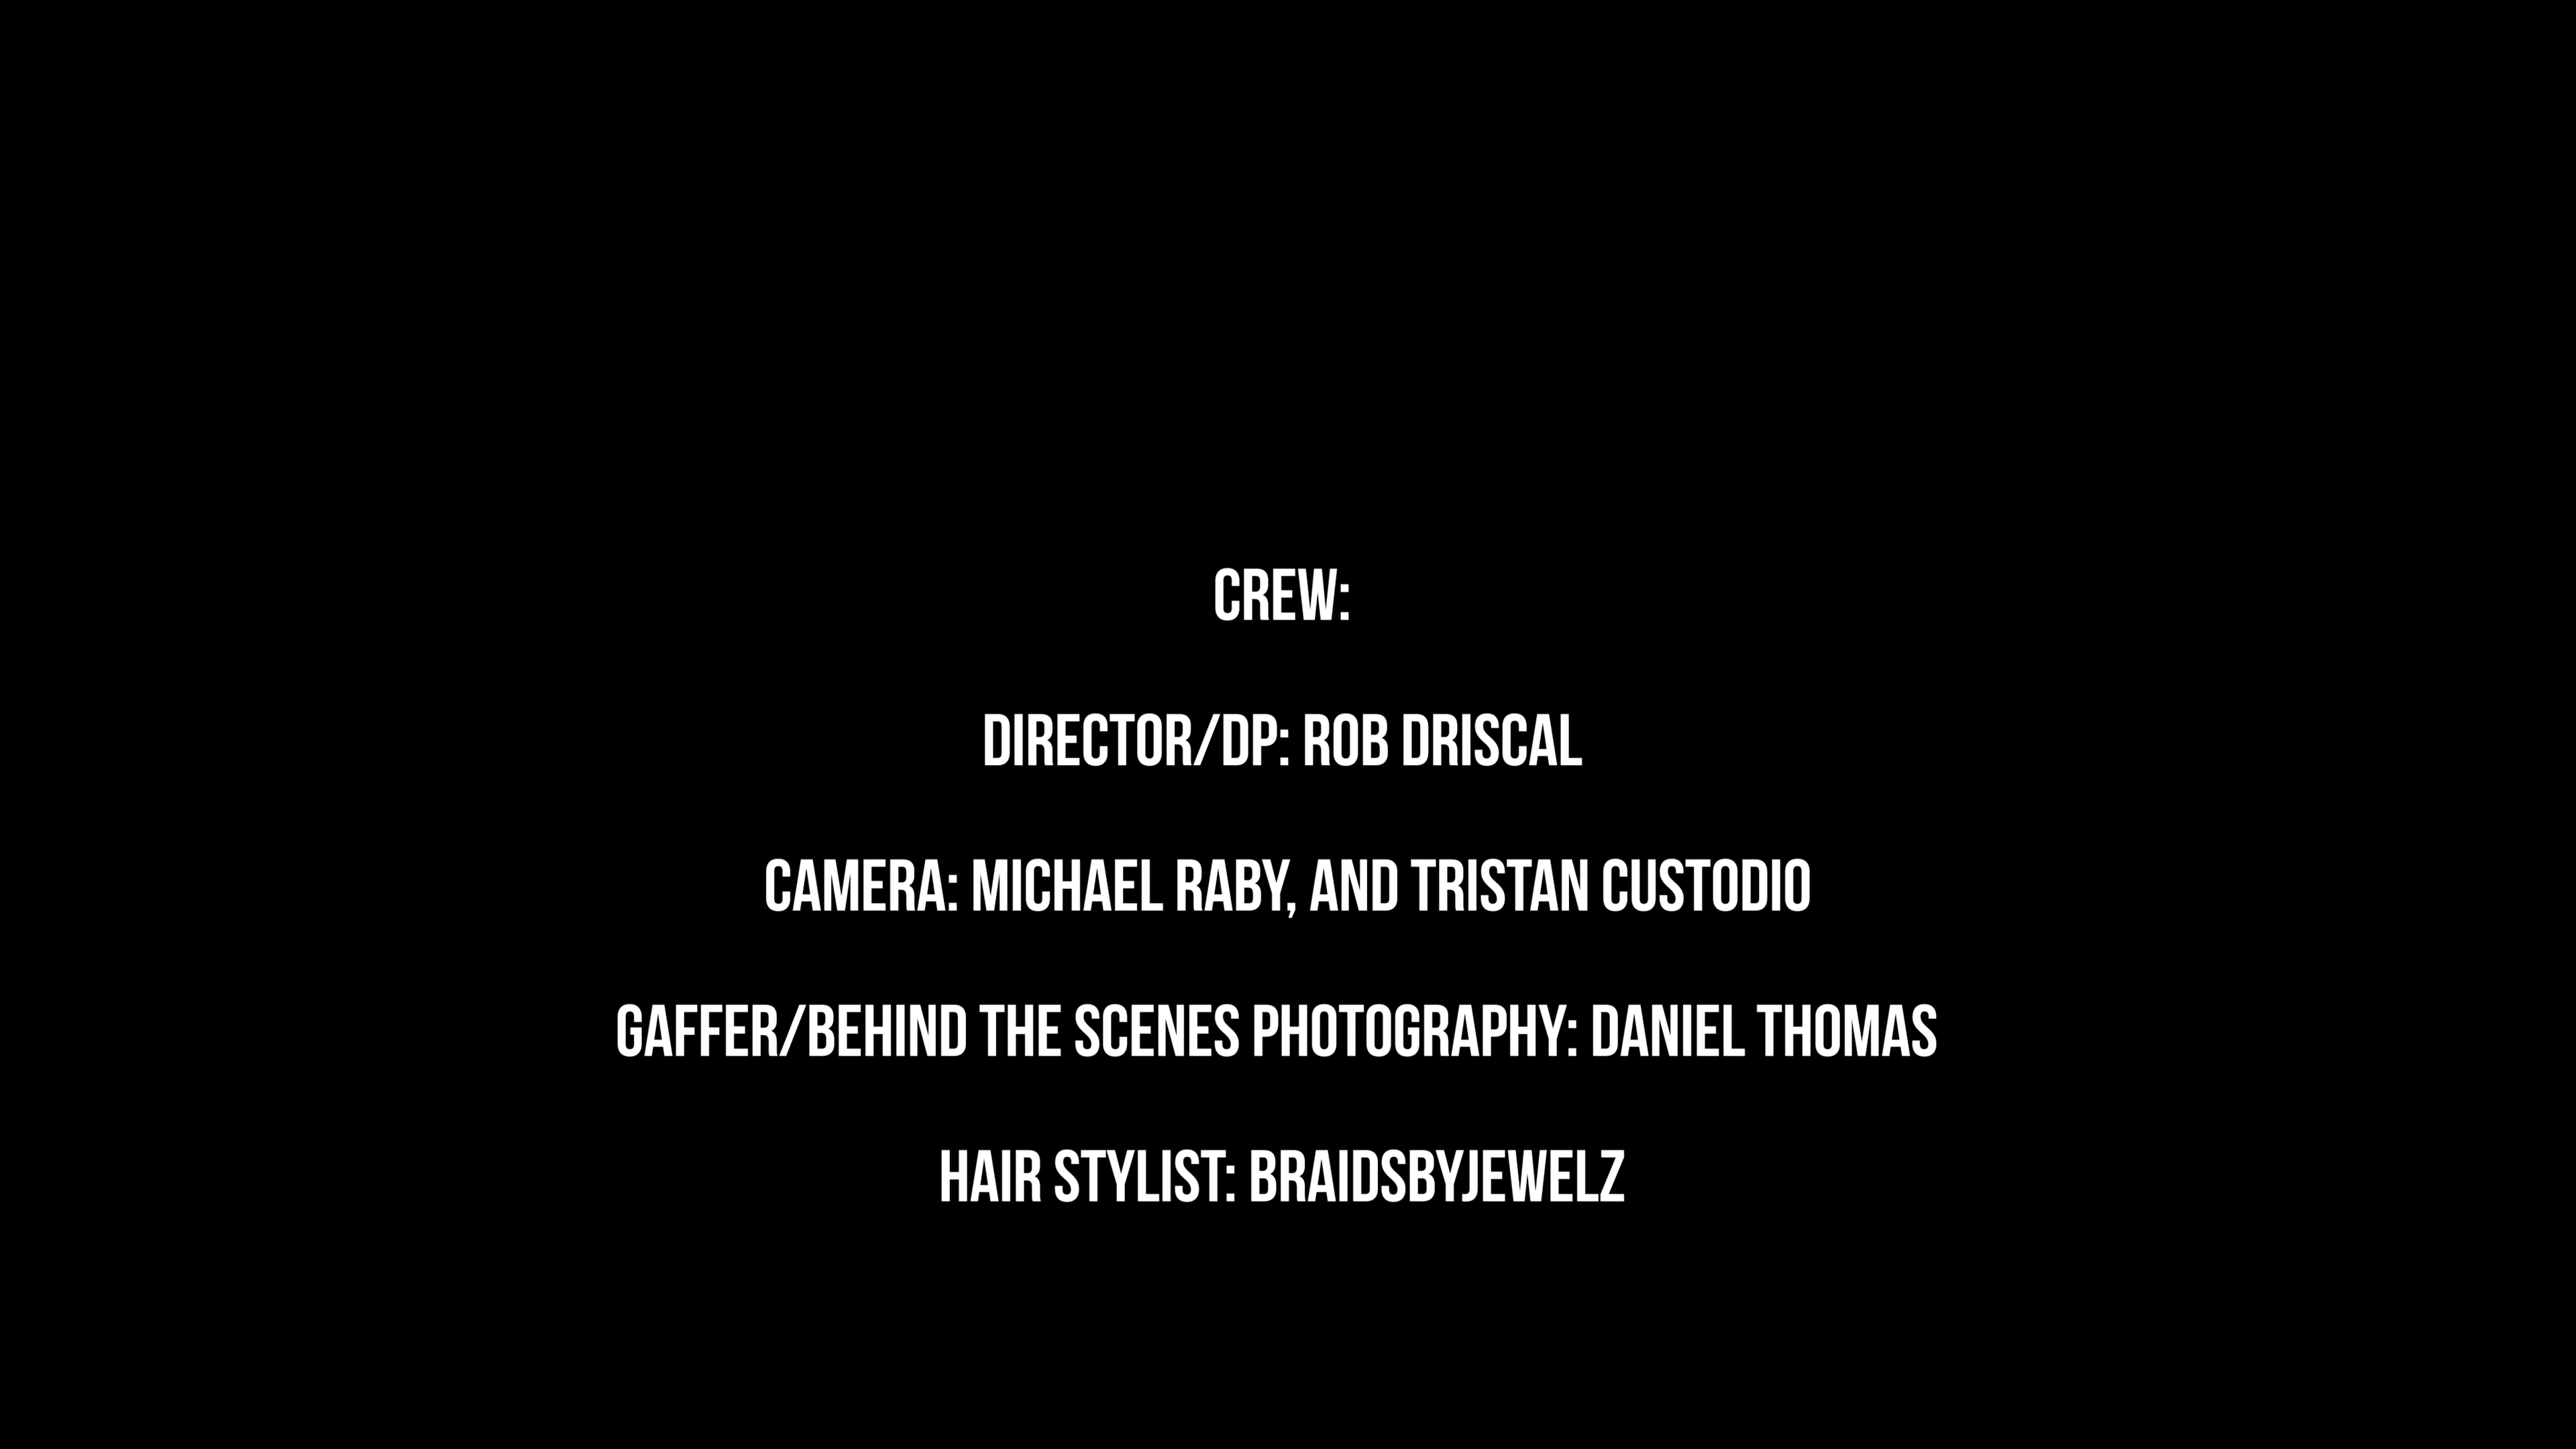 CREW:
DIRECTOR/DP: ROB DRISCAL
CAMERA: MICHAEL RABY, AND TRISTAN CUSTODIO
GAFFER/BEHIND THE SCENES PHOTOGRAPHY: DANIEL THOMAS
HAIR STYLIST: BRAIDSBYJEWELZ